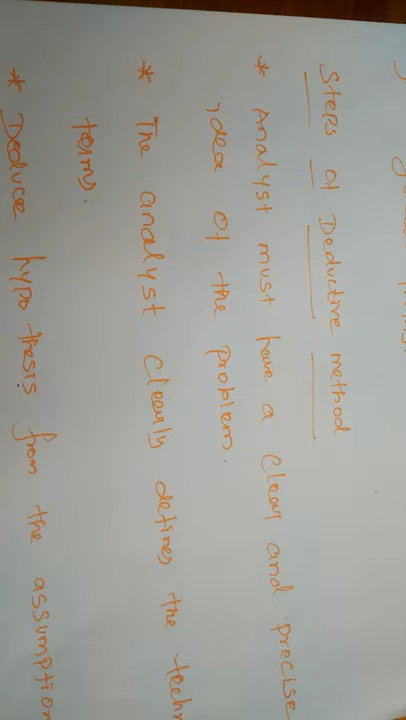 Steps of Deductive method
* Analyst must have a clear and precise
idea of the problem.
* The analyst clearly defines the techn
terms.
* Deduce hypothesis from the assumption